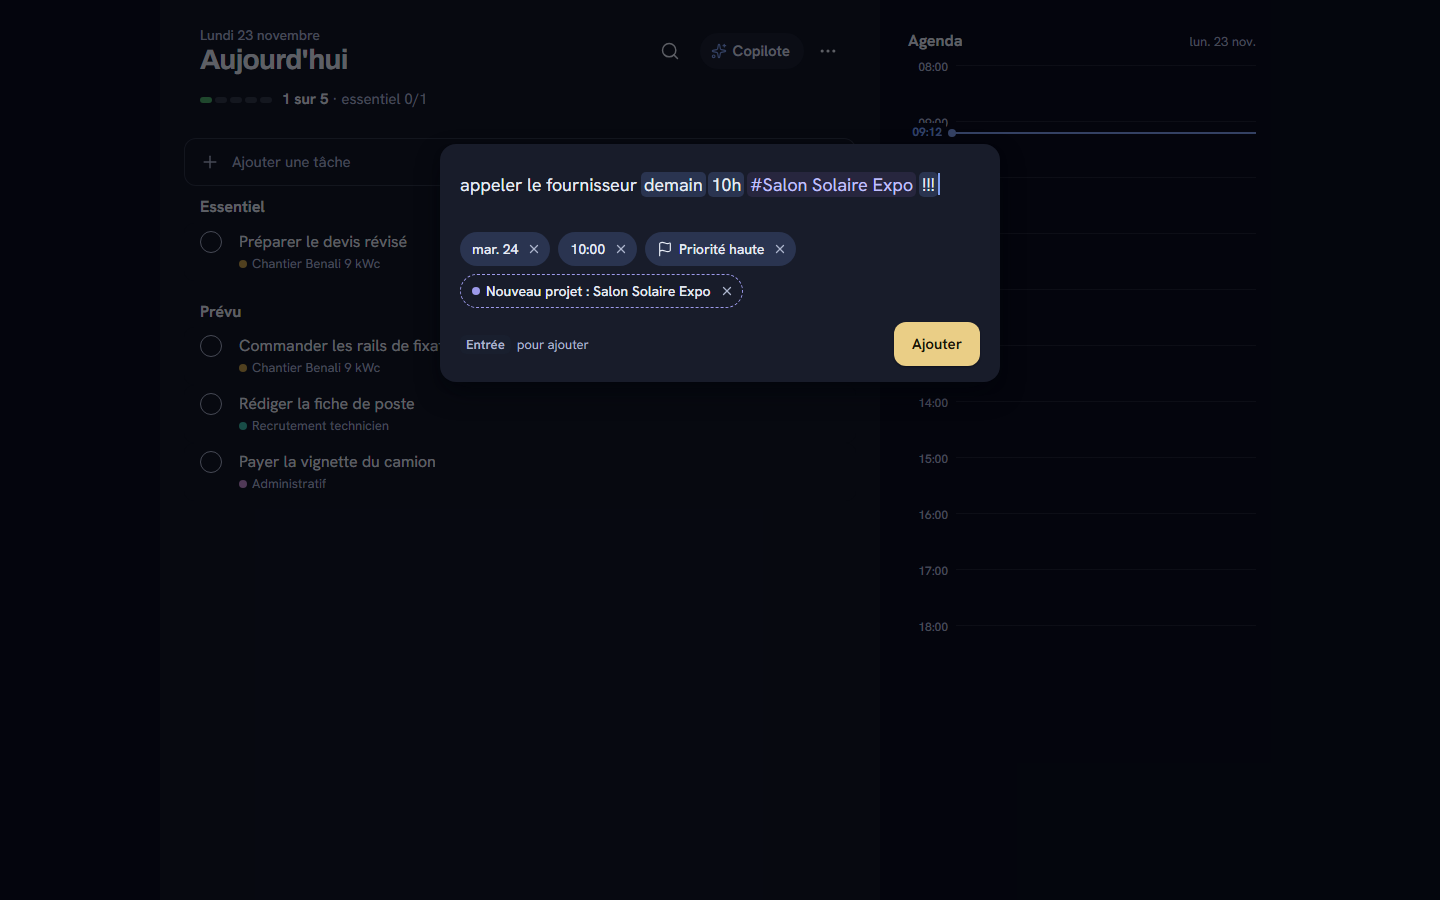 Lundi 23 novembre
Aujourd'hui
Copilote
1 sur 5 · essentiel 0/1
Ajouter une tâche
Essentiel
Préparer le devis révisé
Chantier Benali 9 kWc
Prévu
Commander les rails de fixa
Chantier Benali 9 kWc
Rédiger la fiche de poste
Recrutement technicien
Payer la vignette du camion
Administratif
appeler le fournisseur demain 10h #Salon Solaire Expo !!!
mar. 24
10:00
Priorité haute
Nouveau projet : Salon Solaire Expo
Entrée pour ajouter
Ajouter
Agenda
lun. 23 nov.
08:00
09:00
09:12
14:00
15:00
16:00
17:00
18:00